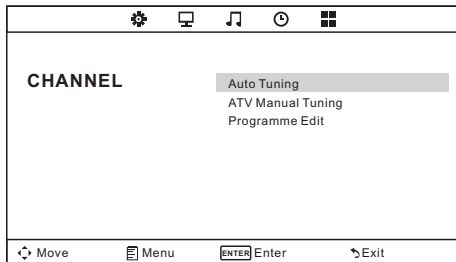 CHANNEL
Auto Tuning
ATV Manual Tuning
Programme Edit
Move Menu ENTER Enter Exit